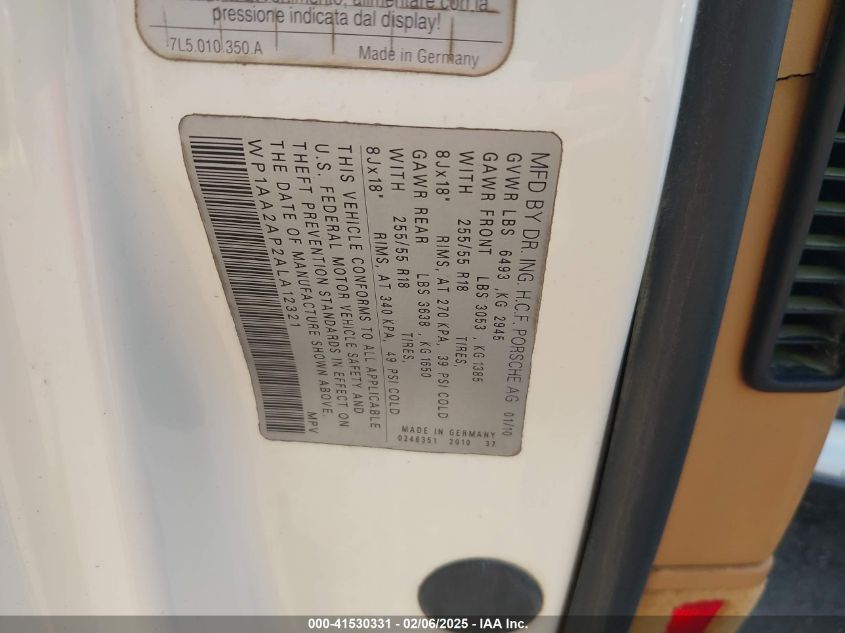 alimentare con la
pressione indicata dal display!
7L5.010.350.A
Made in Germany
MFD BY DR. ING. H.C.F. PORSCHE AG 01/10
GVWR LBS 6493 ,KG 2945
GAWR FRONT LBS 3053 , KG 1385
WITH 255/55 R18 TIRES,
8Jx18" RIMS, AT 270 KPA, 39 PSI COLD
GAWR REAR LBS 3638 , KG 1650
WITH 255/55 R18 TIRES,
8Jx18" RIMS, AT 340 KPA, 49 PSI COLD
THIS VEHICLE CONFORMS TO ALL APPLICABLE
U.S. FEDERAL MOTOR VEHICLE SAFETY AND
THEFT PREVENTION STANDARDS IN EFFECT ON
THE DATE OF MANUFACTURE SHOWN ABOVE.
WP1AA2AP2ALA12321 MPV
MADE IN GERMANY
0246351 2010 37
000-41530331 - 02/06/2025 - IAA Inc.